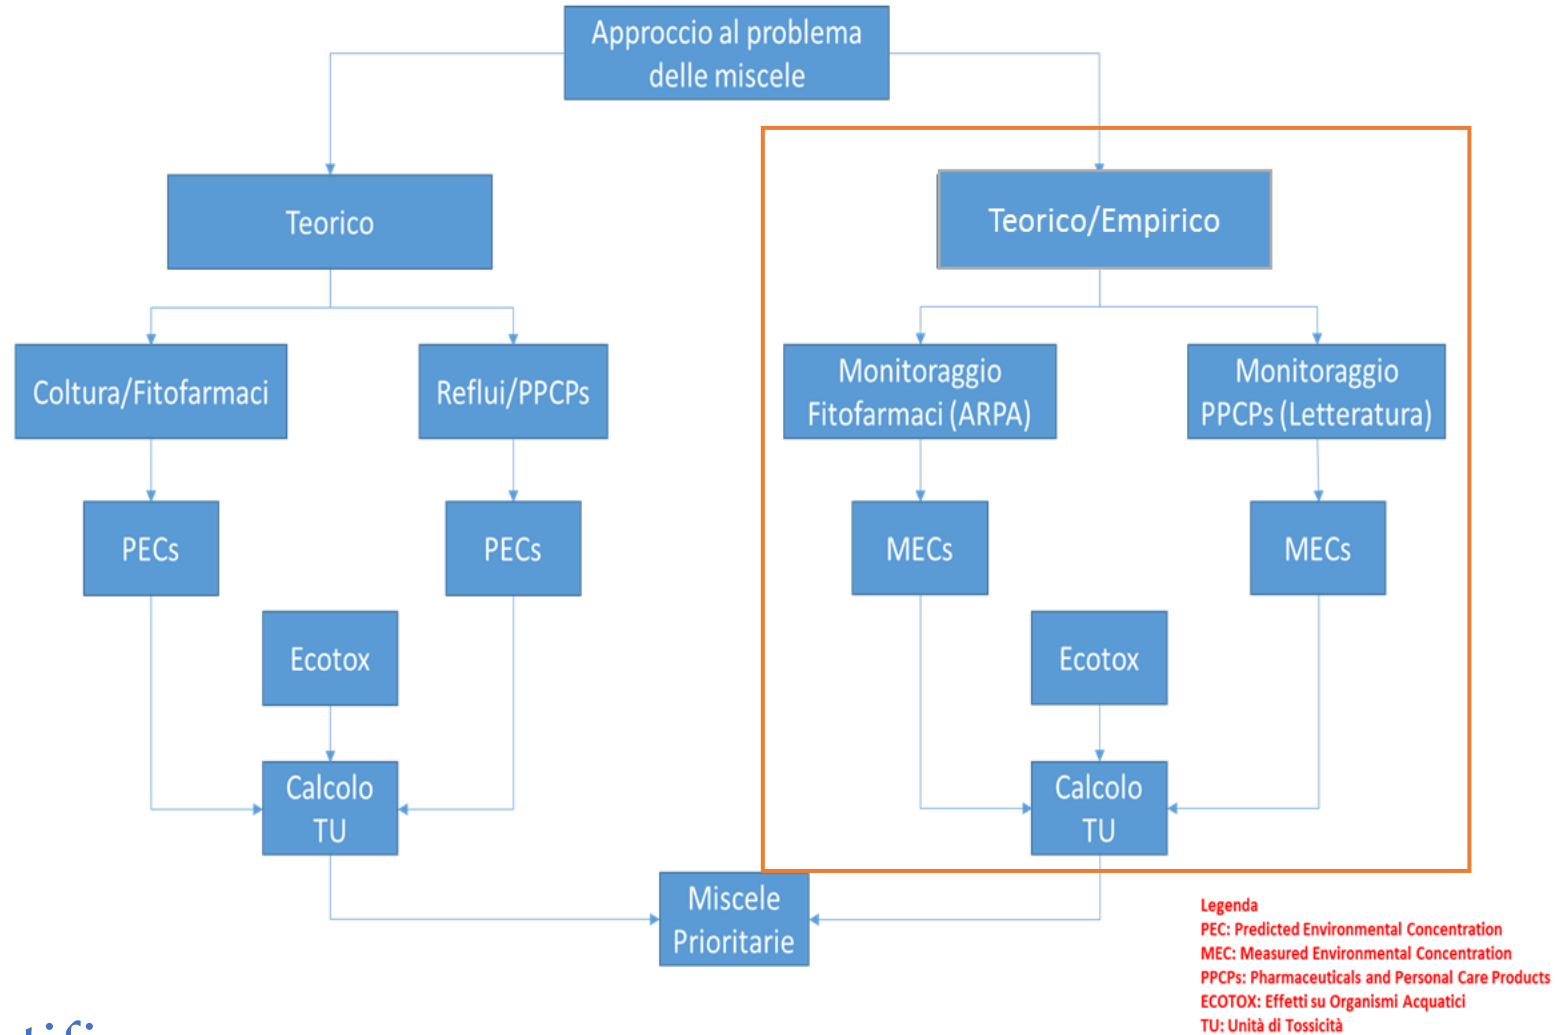 Approccio al problema
delle miscele
Teorico
Teorico/Empirico
Coltura/Fitofarmaci
Reflui/PPCPs
Monitoraggio
Fitofarmaci (ARPA)
Monitoraggio
PPCPs (Letteratura)
PECs
PECs
MECs
MECs
Ecotox
Ecotox
Calcolo
TU
Calcolo
TU
Miscele
Prioritarie
Legenda
PEC: Predicted Environmental Concentration
MEC: Measured Environmental Concentration
PPCPs: Pharmaceuticals and Personal Care Products
ECOTOX: Effetti su Organismi Acquatici
TU: Unità di Tossicità